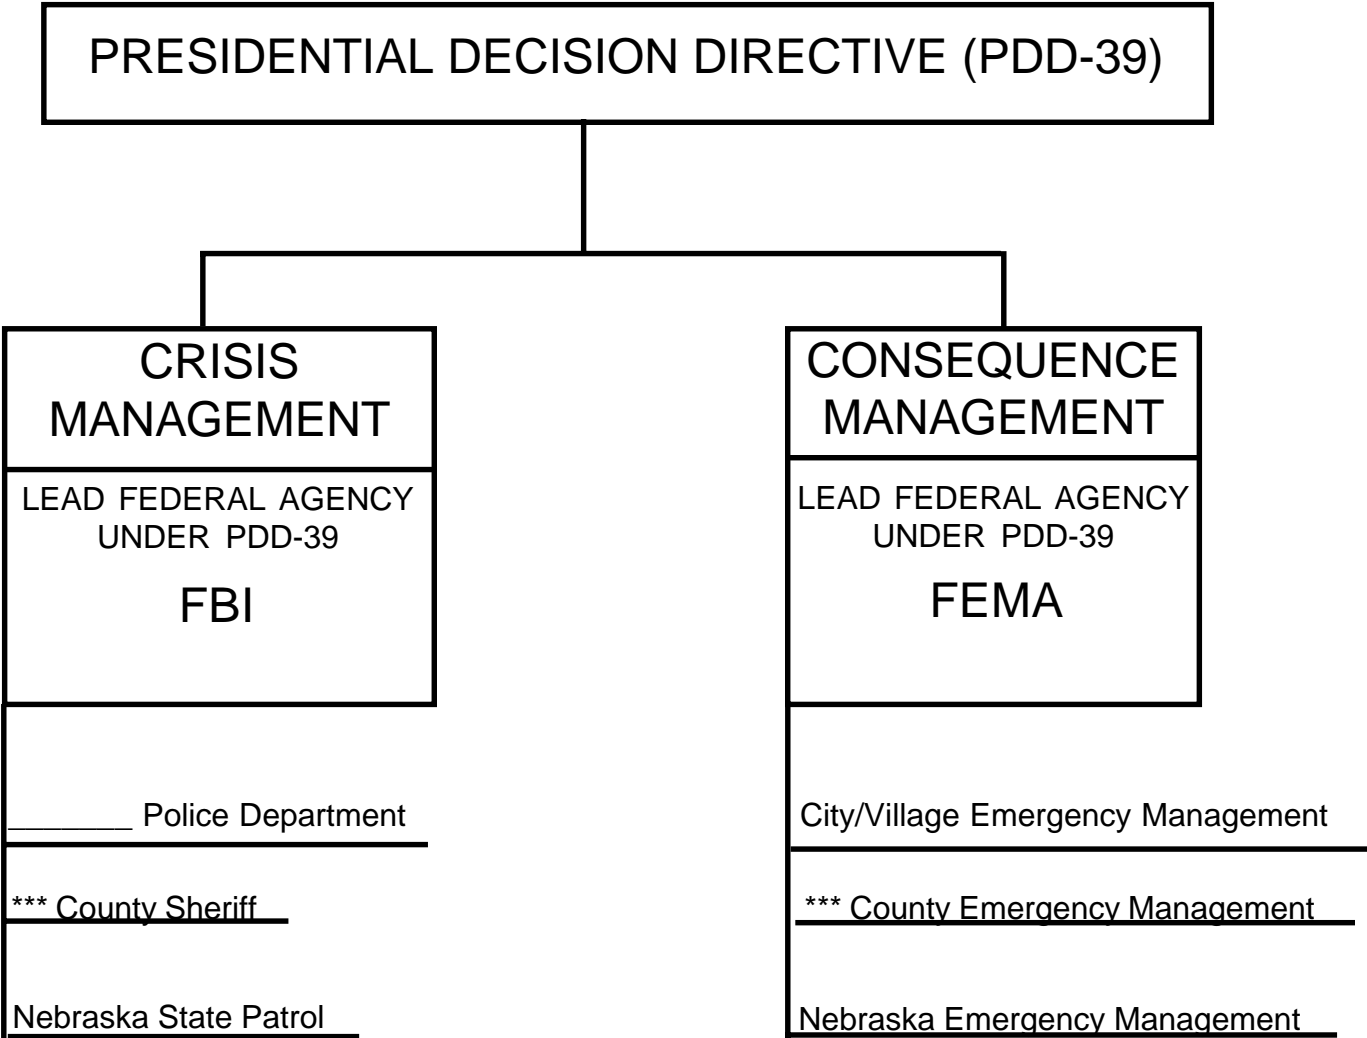 PRESIDENTIAL DECISION DIRECTIVE (PDD-39)
CRISIS
MANAGEMENT
LEAD FEDERAL AGENCY
UNDER PDD-39
FBI
_______ Police Department
*** County Sheriff
Nebraska State Patrol
CONSEQUENCE
MANAGEMENT
LEAD FEDERAL AGENCY
UNDER PDD-39
FEMA
City/Village Emergency Management
*** County Emergency Management
Nebraska Emergency Management